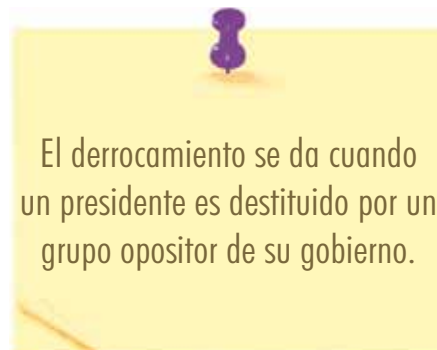 El derrocamiento se da cuando
un presidente es destituido por un
grupo opositor de su gobierno.